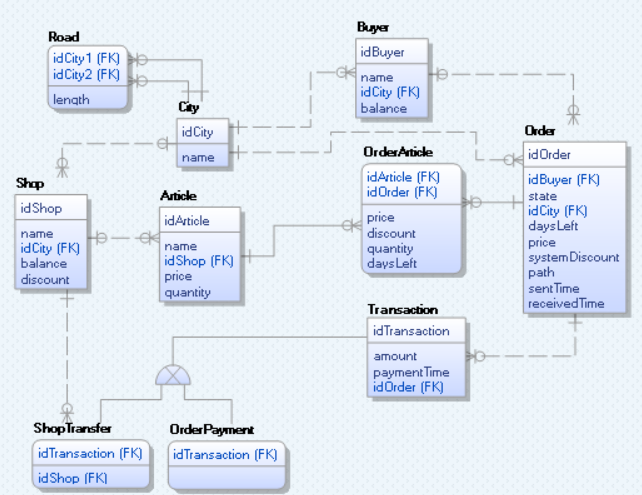 Road
idCity1 (FK)
idCity2 (FK)
length
City
idCity
name
Buyer
idBuyer
name
idCity (FK)
balance
Order
idOrder
idBuyer (FK)
state
idCity (FK)
daysLeft
price
systemDiscount
path
sentTime
receivedTime
OrderArticle
idArticle (FK)
idOrder (FK)
price
discount
quantity
daysLeft
Shop
idShop
name
idCity (FK)
balance
discount
Article
idArticle
name
idShop (FK)
price
quantity
Transaction
idTransaction
amount
paymentTime
idOrder (FK)
ShopTransfer
idTransaction (FK)
idShop (FK)
OrderPayment
idTransaction (FK)